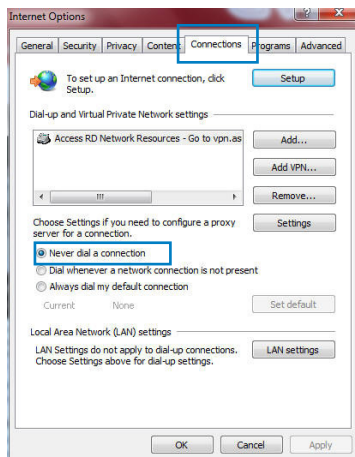 Internet Options
General Security Privacy Content Connections Programs Advanced
To set up an Internet connection, click Setup.
Setup
Dial-up and Virtual Private Network settings
Access RD Network Resources - Go to vpn.as
Add...
Add VPN...
Remove...
Choose Settings if you need to configure a proxy
server for a connection.
Settings
Never dial a connection
Dial whenever a network connection is not present
Always dial my default connection
Current None
Set default
Local Area Network (LAN) settings
LAN Settings do not apply to dial-up connections.
Choose Settings above for dial-up settings.
LAN settings
OK Cancel Apply